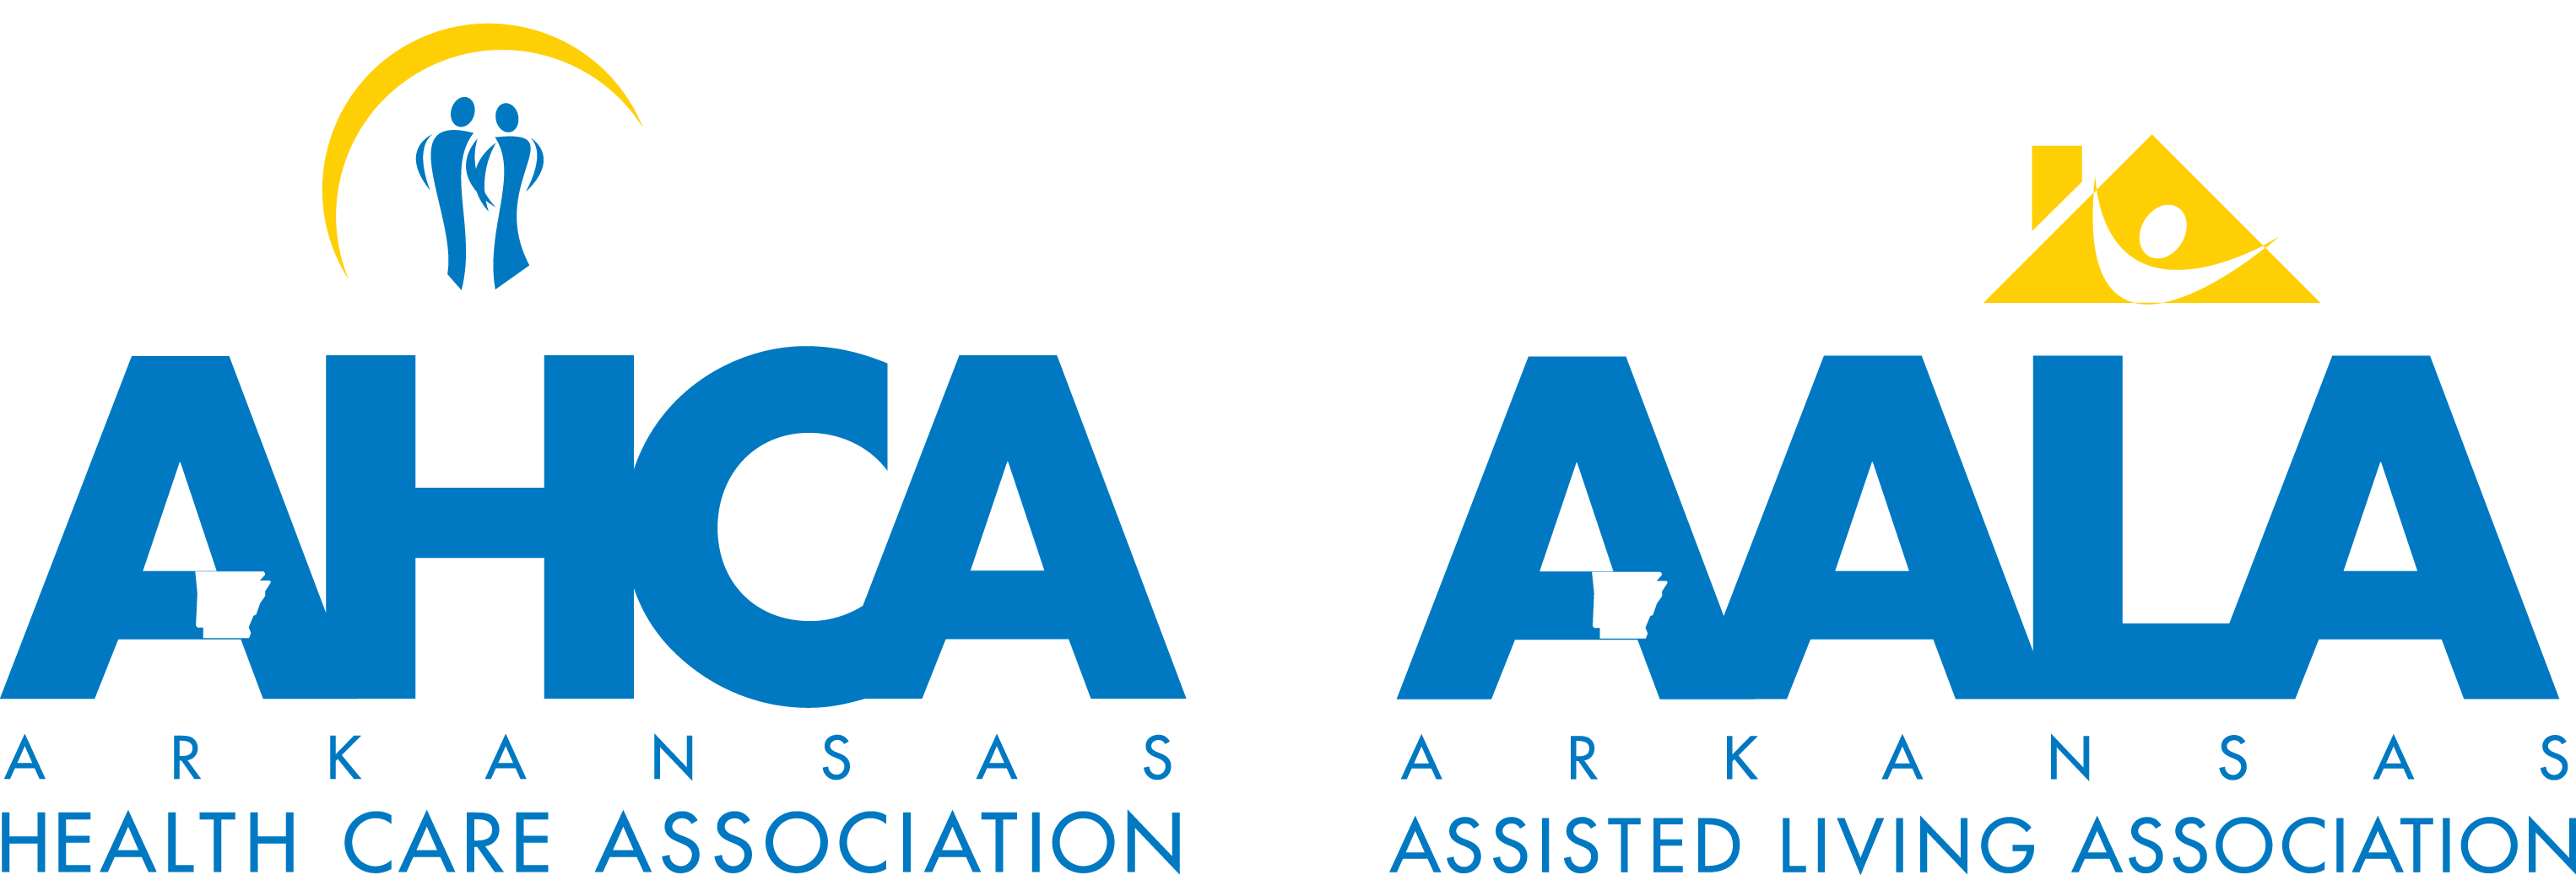 AHCA
ARKANSAS
HEALTH CARE ASSOCIATION
AALA
ARKANSAS
ASSISTED LIVING ASSOCIATION